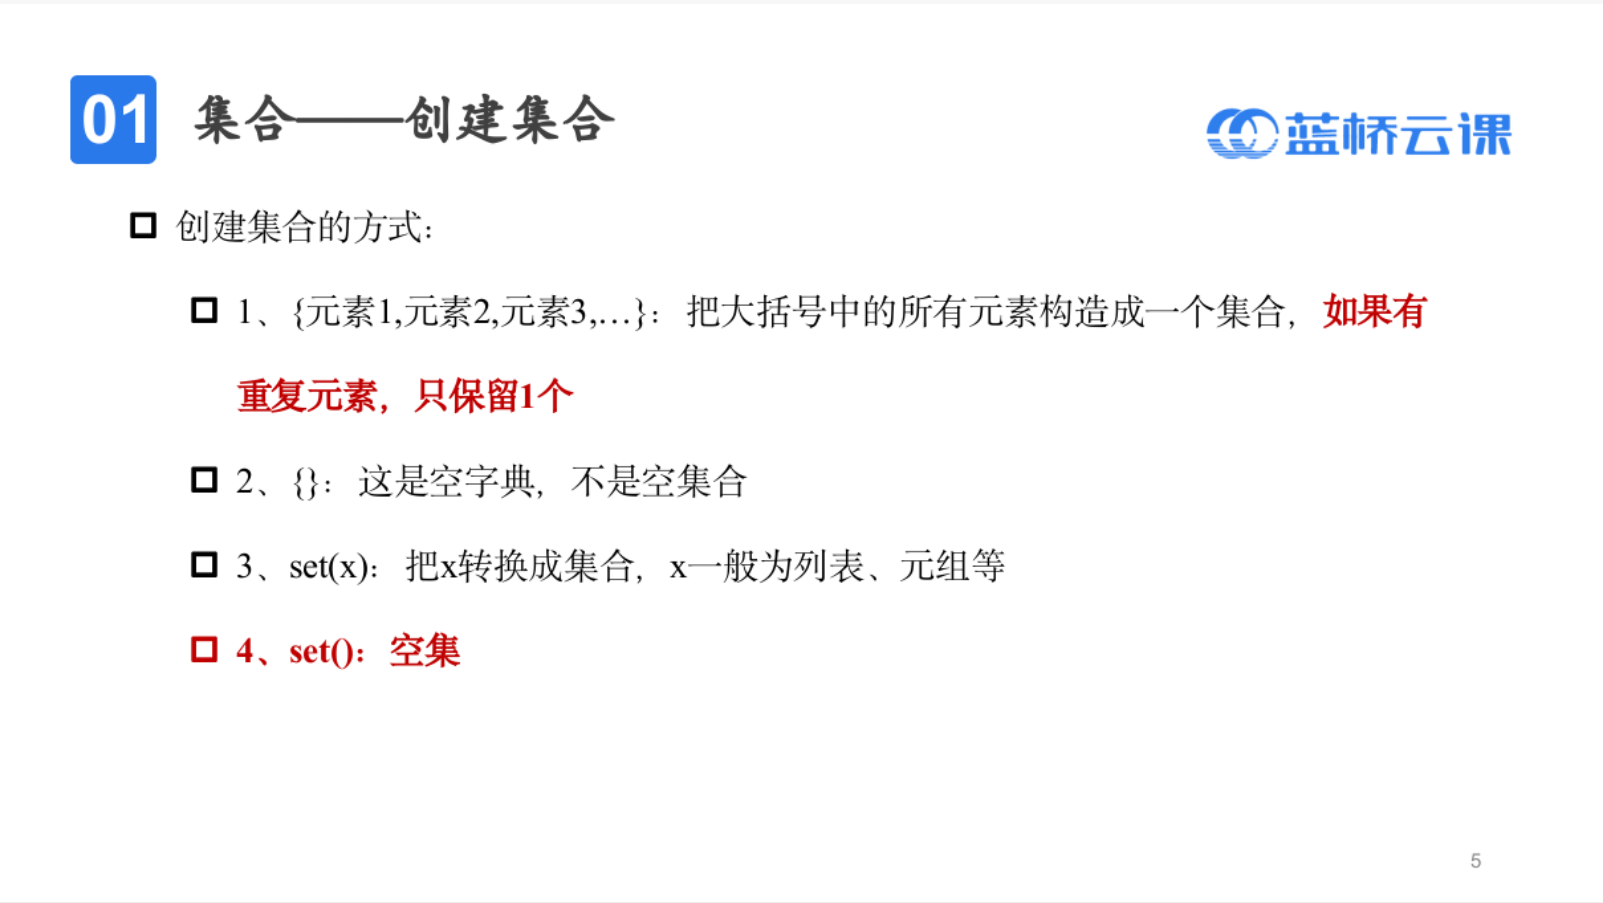 01 集合——创建集合
蓝桥云课
创建集合的方式：
1、{元素1,元素2,元素3,…}：把大括号中的所有元素构造成一个集合，如果有
重复元素，只保留1个
2、{}：这是空字典，不是空集合
3、set(x)：把x转换成集合，x一般为列表、元组等
4、set()：空集
5